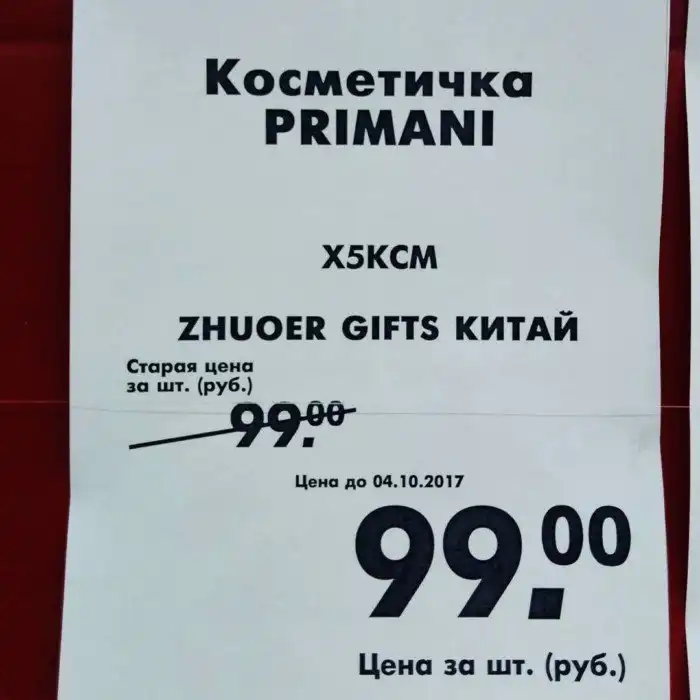 Косметичка
PRIMANI
Х5КСМ
ZHUOER GIFTS КИТАЙ
Старая цена
за шт. (руб.)
99.00
Цена до 04.10.2017
99.00
Цена за шт. (руб.)